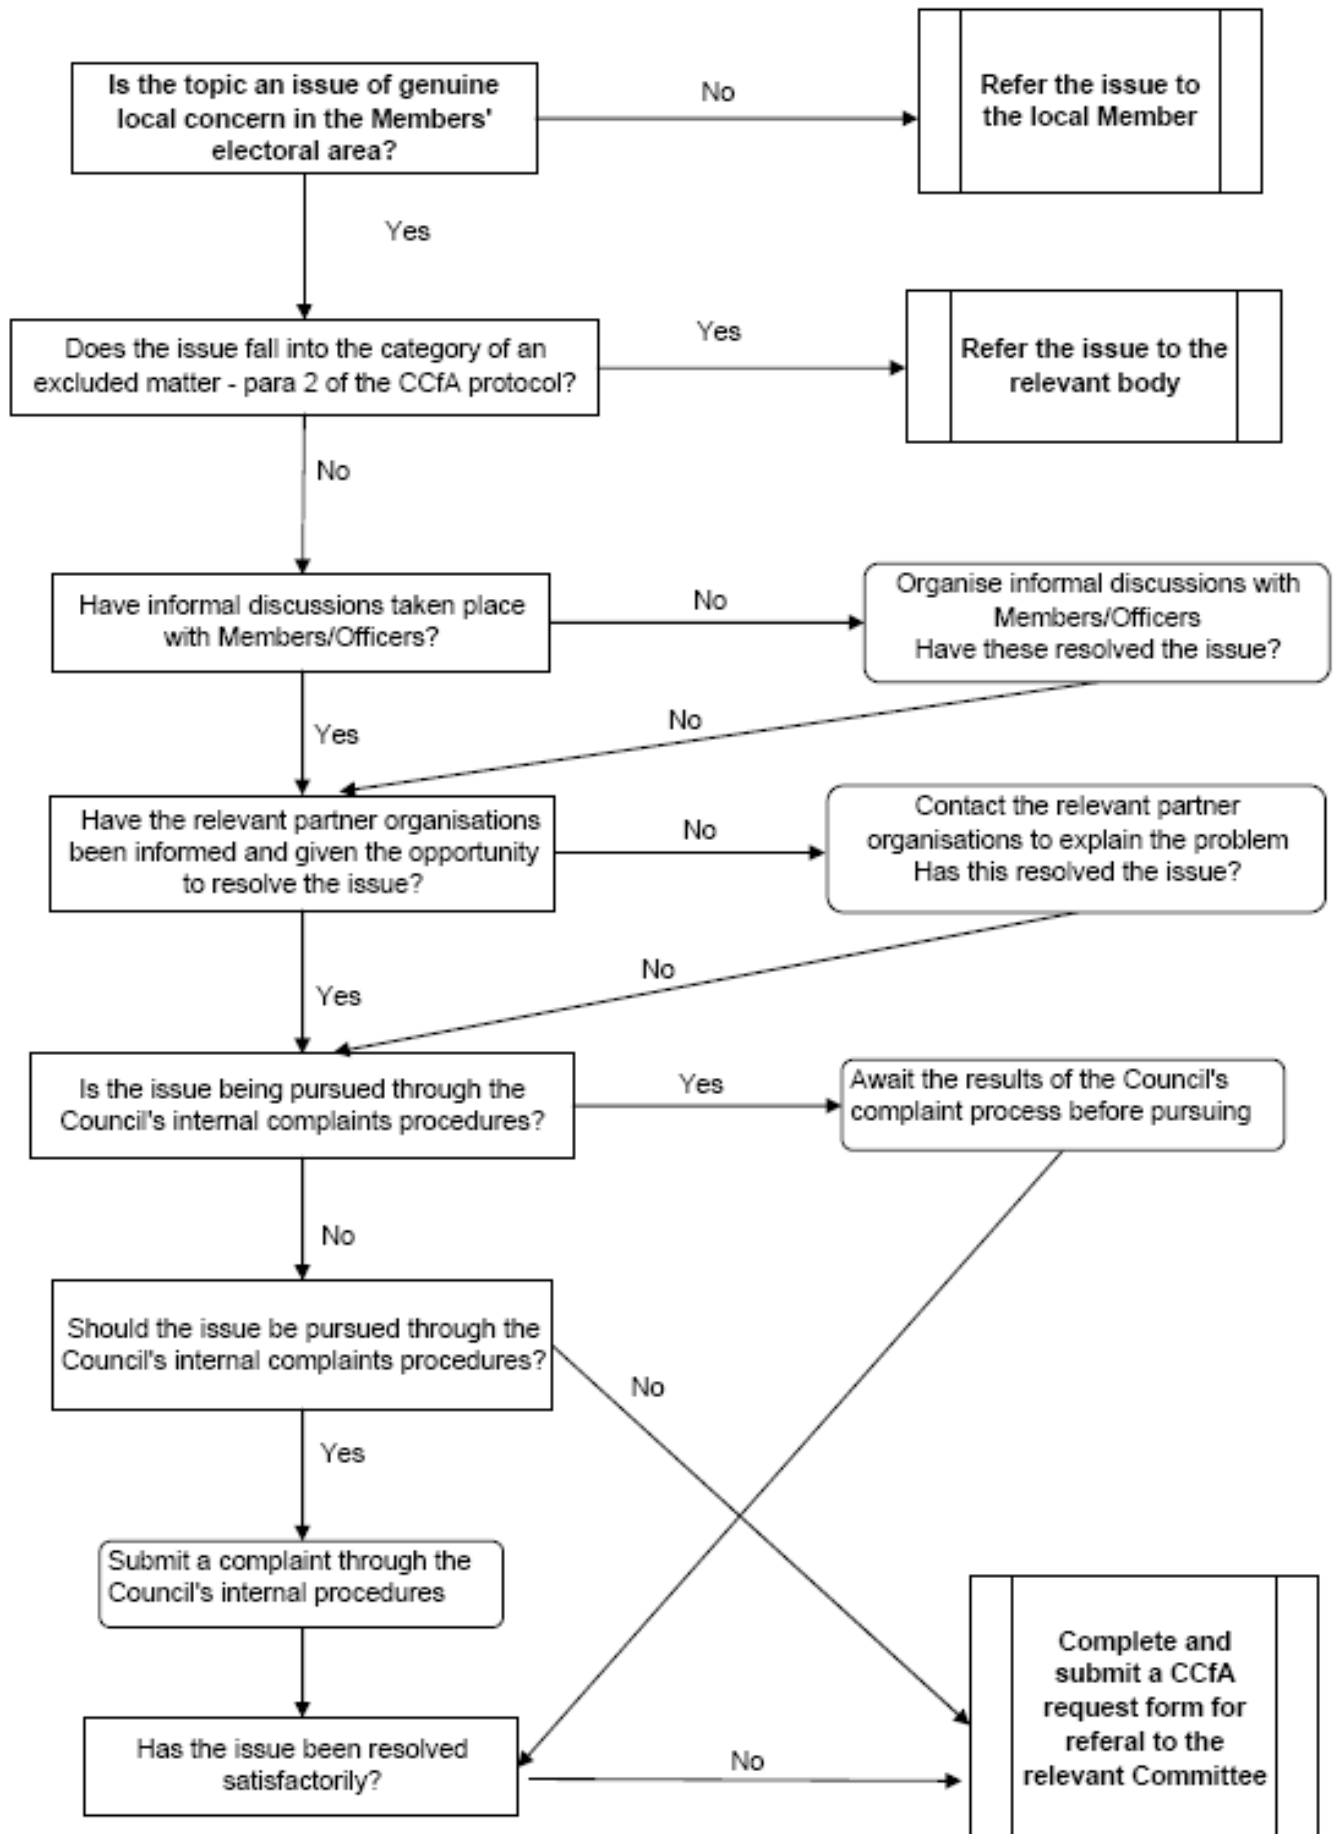 Is the topic an issue of genuine
local concern in the Members'
electoral area?
No
Refer the issue to
the local Member
Yes
Does the issue fall into the category of an
excluded matter - para 2 of the CCfA protocol?
Yes
Refer the issue to the
relevant body
No
Have informal discussions taken place
with Members/Officers?
No
Organise informal discussions with
Members/Officers
Have these resolved the issue?
No
Yes
Have the relevant partner organisations
been informed and given the opportunity
to resolve the issue?
No
Contact the relevant partner
organisations to explain the problem
Has this resolved the issue?
No
Yes
Is the issue being pursued through the
Council's internal complaints procedures?
Yes
Await the results of the Council's
complaint process before pursuing
No
Should the issue be pursued through the
Council's internal complaints procedures?
No
Yes
Submit a complaint through the
Council's internal procedures
Has the issue been resolved
satisfactorily?
No
Complete and
submit a CCfA
request form for
referal to the
relevant Committee